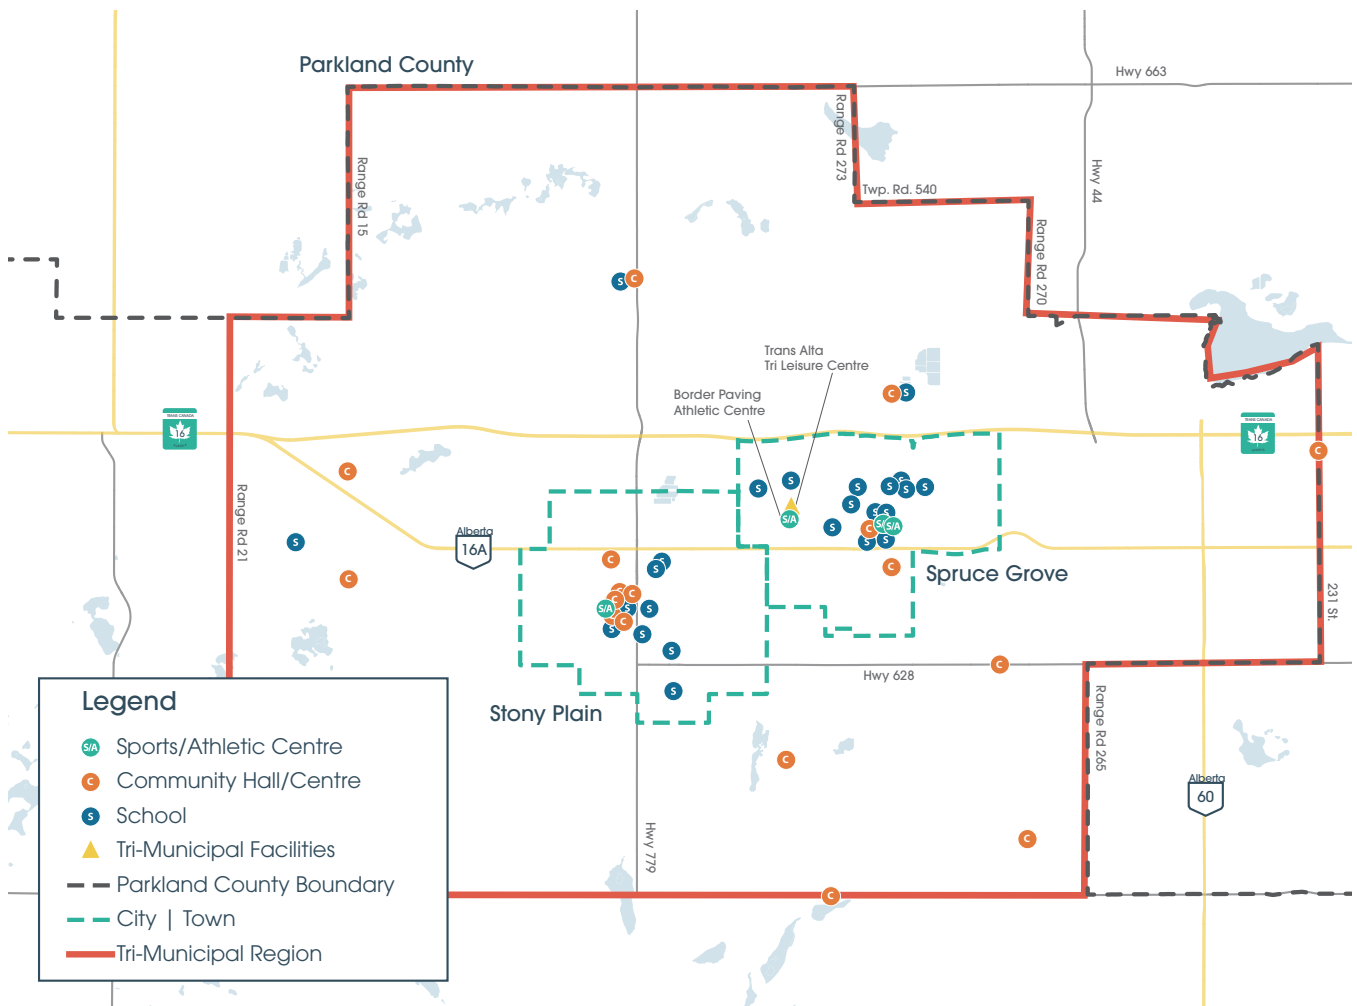 Parkland County
Hwy 663
Range Rd 273
Range Rd 15
Hwy 44
Twp. Rd. 540
Range Rd 270
S
C
Trans Alta
Tri Leisure Centre
Border Paving
Athletic Centre
C
S
16
16
C
C
S
S
S
S
S
S
S
S
S
S
S
S/A
S
S/A
S/A
C
S
S
Range Rd 21
S
Alberta
16A
C
C
S
S
C
Spruce Grove
C
C
C
S/A
S
S
C
S
S
231 St.
S
C
Hwy 628
S
Stony Plain
Range Rd 265
C
Alberta
60
Hwy 779
C
C
Legend
S/A Sports/Athletic Centre
C Community Hall/Centre
S School
Tri-Municipal Facilities
Parkland County Boundary
City | Town
Tri-Municipal Region